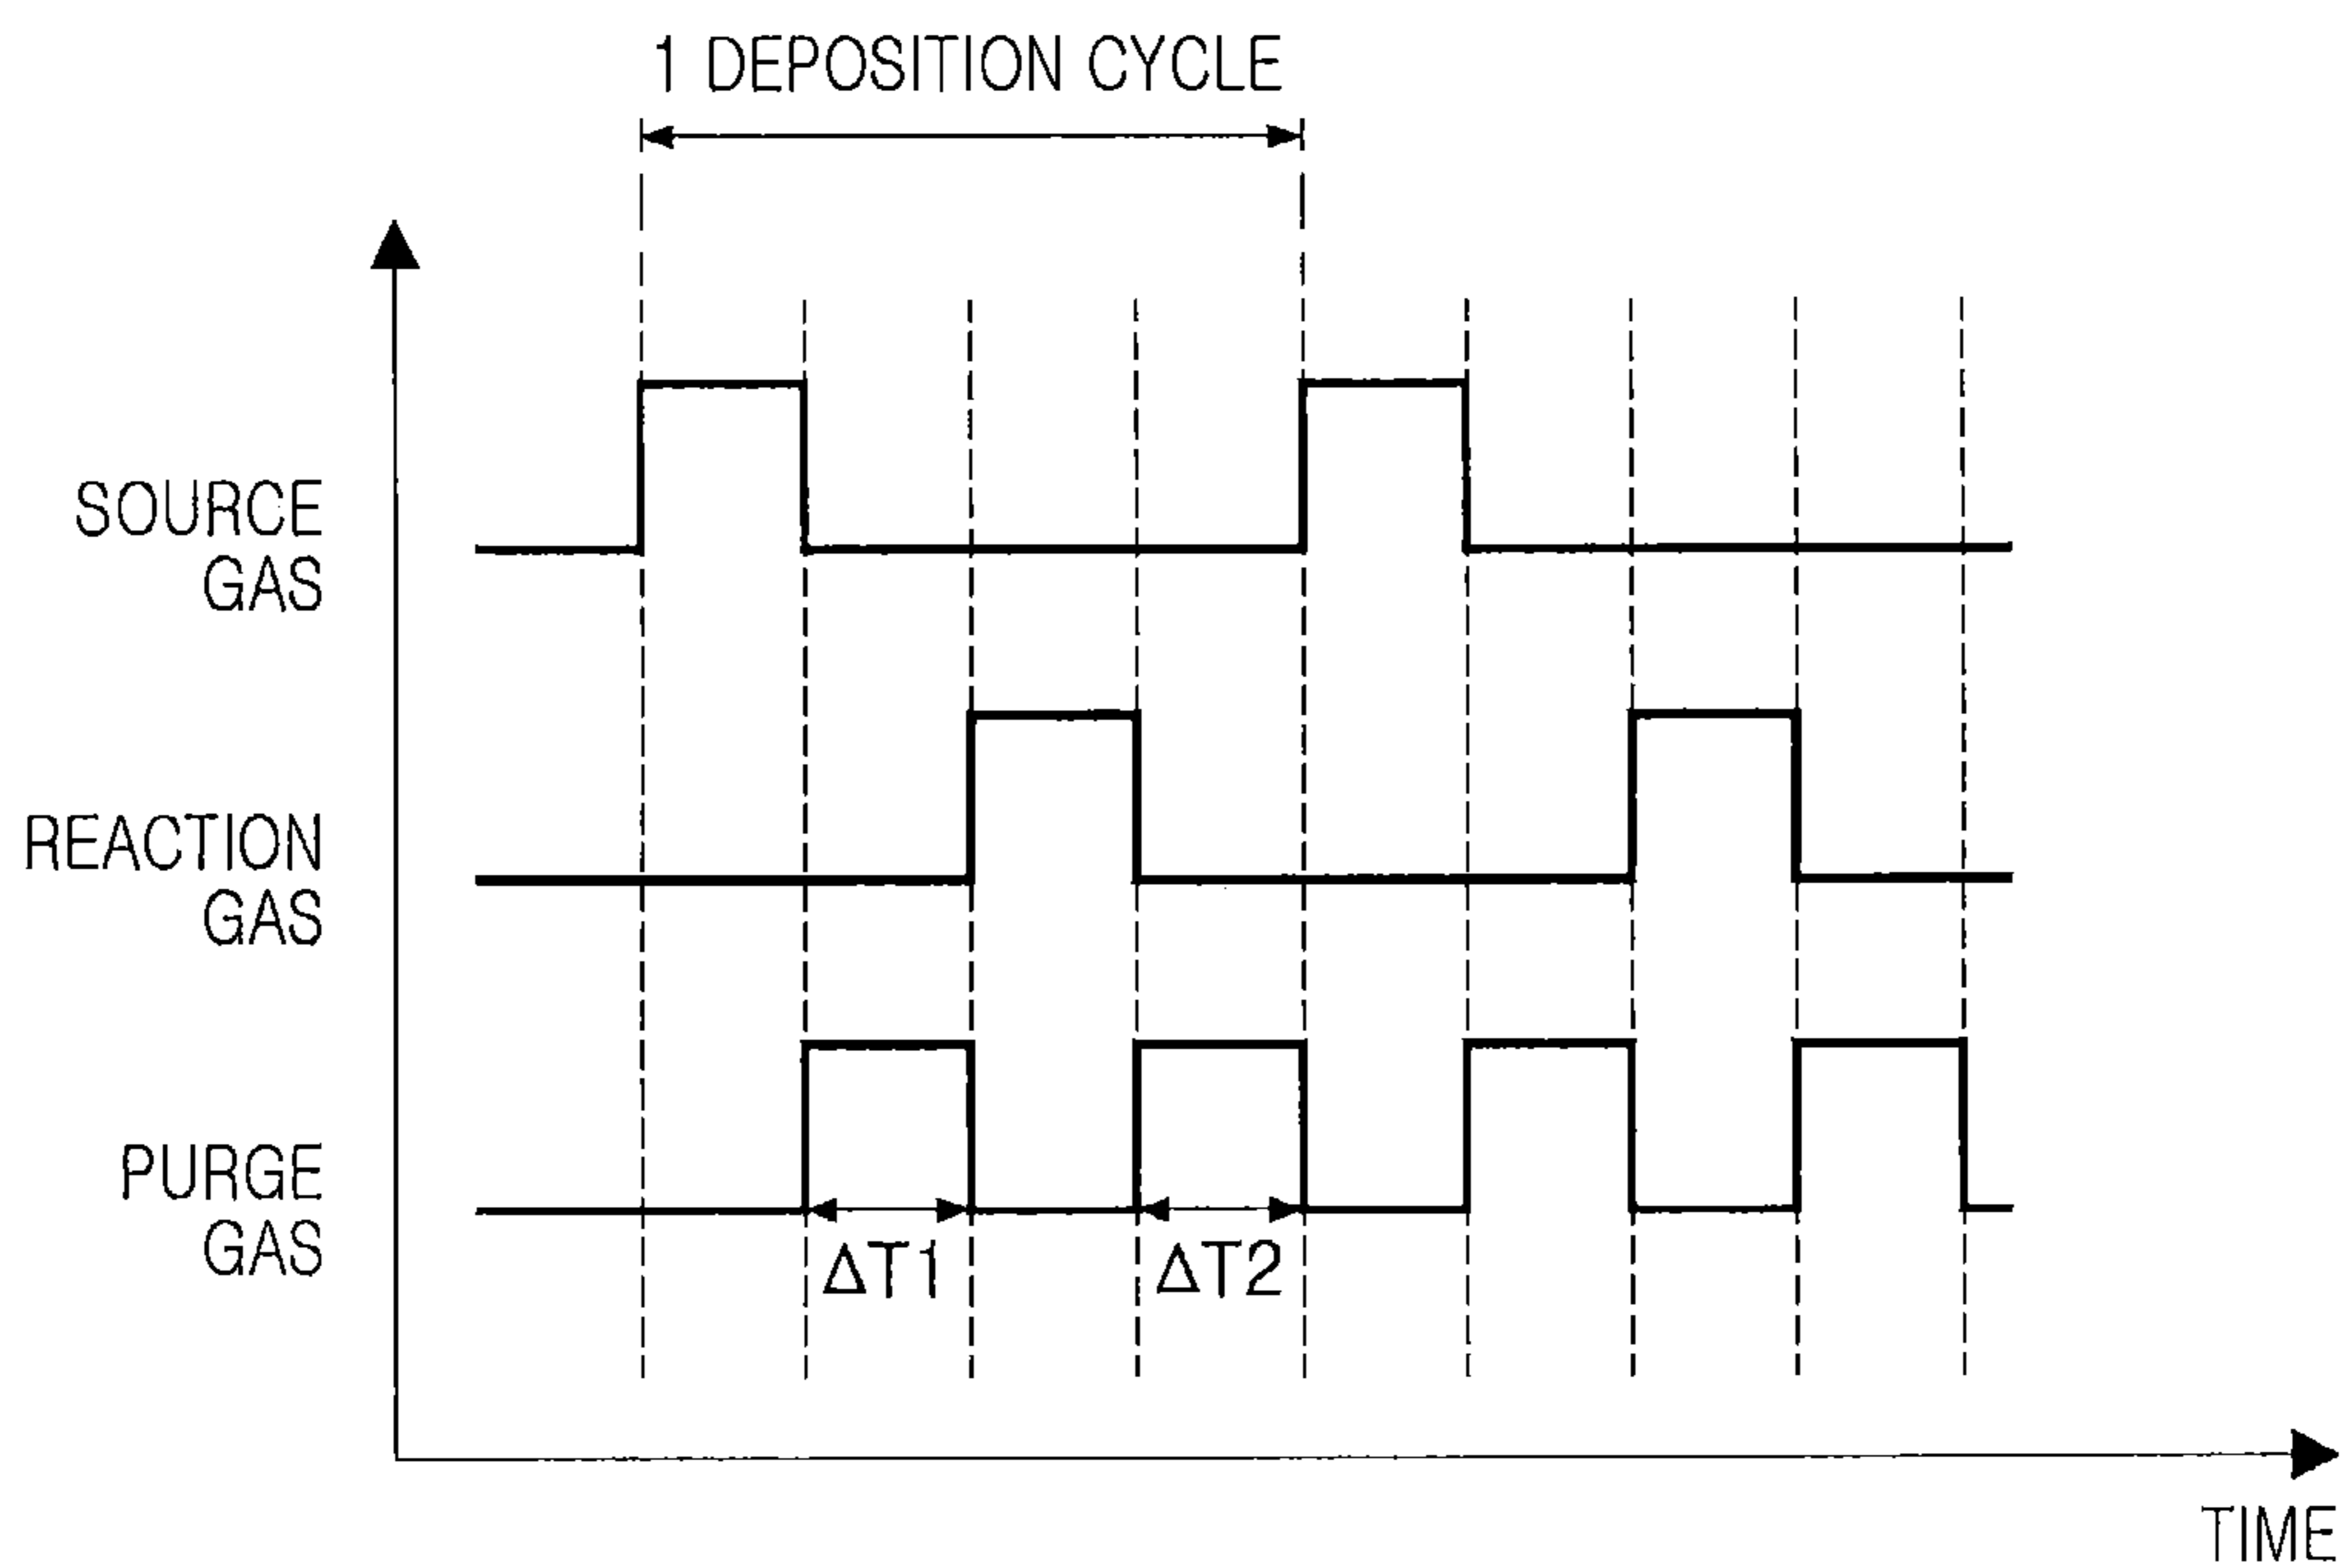 1 DEPOSITION CYCLE
SOURCE
GAS
REACTION
GAS
PURGE
GAS
ΔT1
ΔT2
TIME